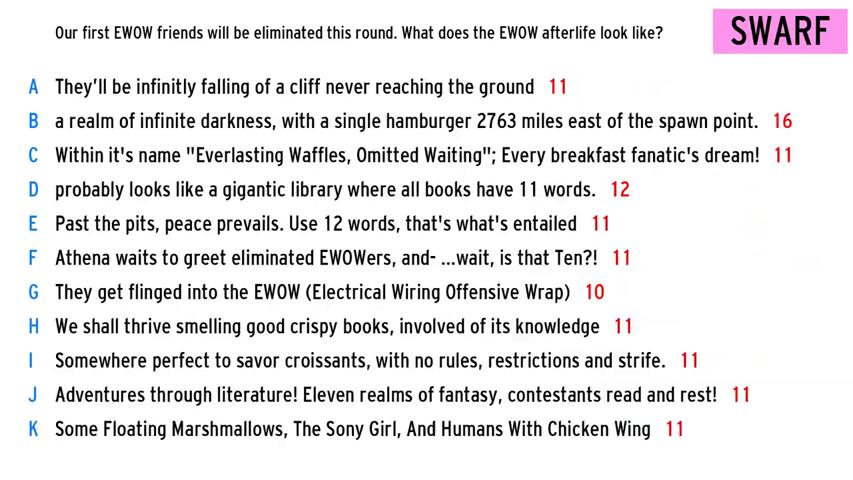 Our first EWOW friends will be eliminated this round. What does the EWOW afterlife look like?
SWARF
A They'll be infinitly falling of a cliff never reaching the ground 11
B a realm of infinite darkness, with a single hamburger 2763 miles east of the spawn point. 16
C Within it's name "Everlasting Waffles, Omitted Waiting"; Every breakfast fanatic's dream! 11
D probably looks like a gigantic library where all books have 11 words. 12
E Past the pits, peace prevails. Use 12 words, that's what's entailed 11
F Athena waits to greet eliminated EWOWers, and- ...wait, is that Ten?! 11
G They get flinged into the EWOW (Electrical Wiring Offensive Wrap) 10
H We shall thrive smelling good crispy books, involved of its knowledge 11
I Somewhere perfect to savor croissants, with no rules, restrictions and strife. 11
J Adventures through literature! Eleven realms of fantasy, contestants read and rest! 11
K Some Floating Marshmallows, The Sony Girl, And Humans With Chicken Wing 11